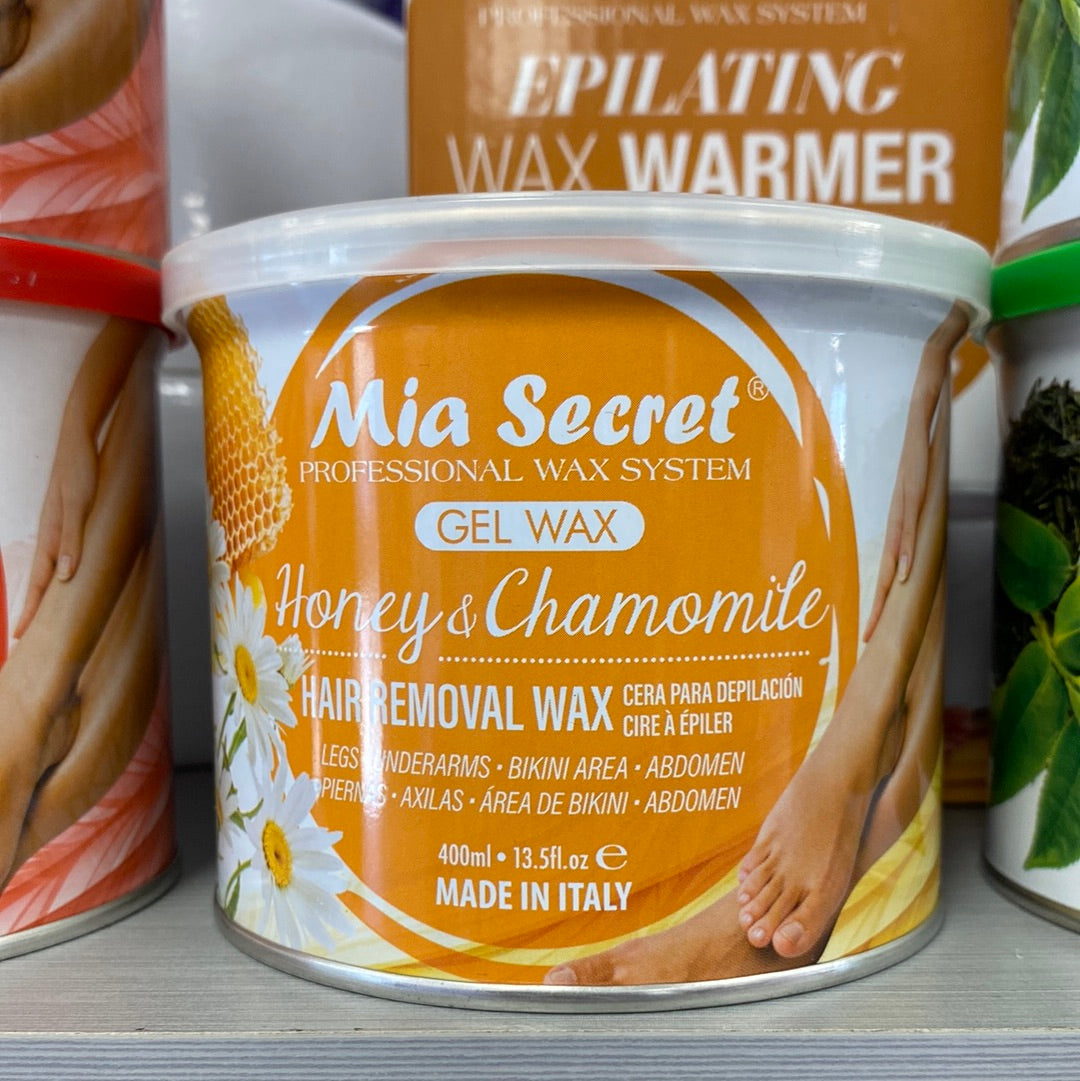 PROFESSIONAL WAX SYSTEM
EPILATING
WAX WARMER
Mia Secret®
PROFESSIONAL WAX SYSTEM
GEL WAX
Honey & Chamomile
HAIR REMOVAL WAX CERA PARA DEPILACIÓN
CIRE À ÉPILER
LEGS UNDERARMS • BIKINI AREA • ABDOMEN
PIERNAS • AXILAS • ÁREA DE BIKINI • ABDOMEN
400ml • 13.5fl.oz ℮
MADE IN ITALY